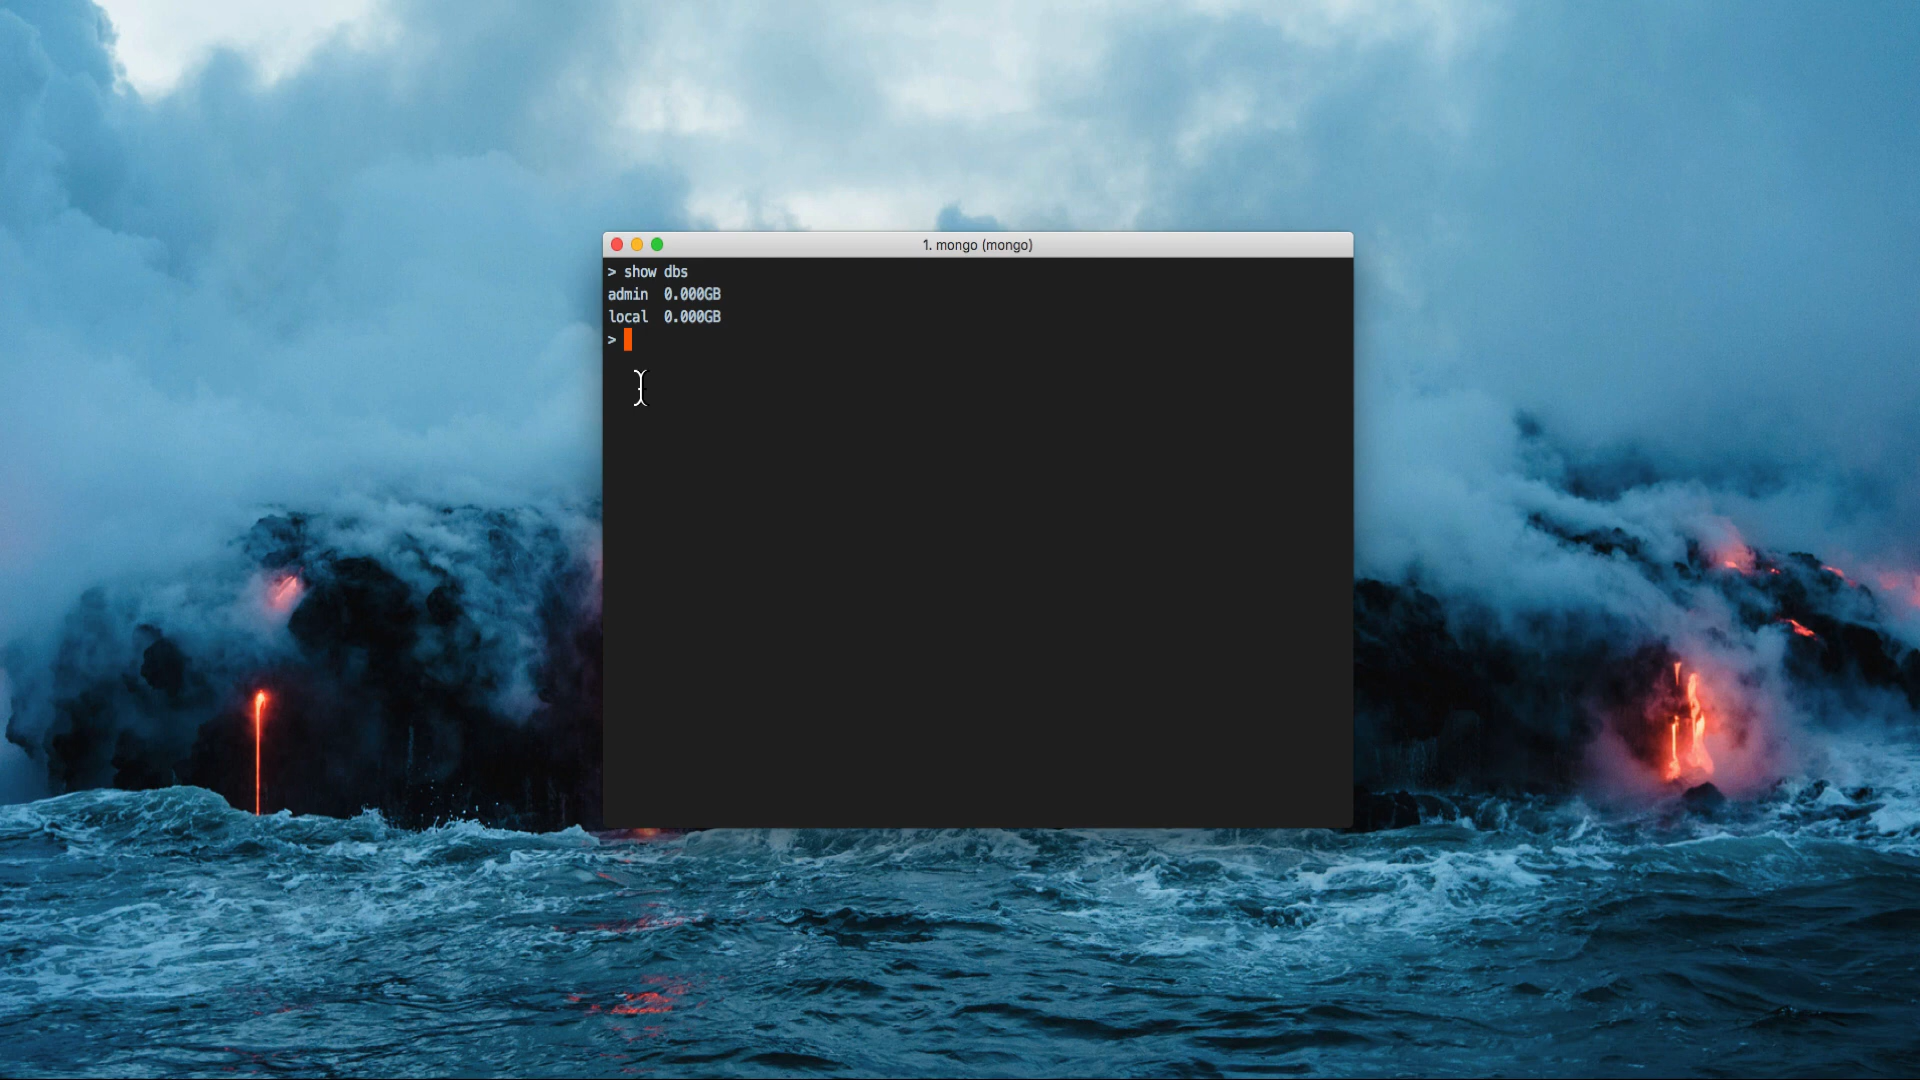 1. mongo (mongo)
> show dbs
admin  0.000GB
local  0.000GB
>